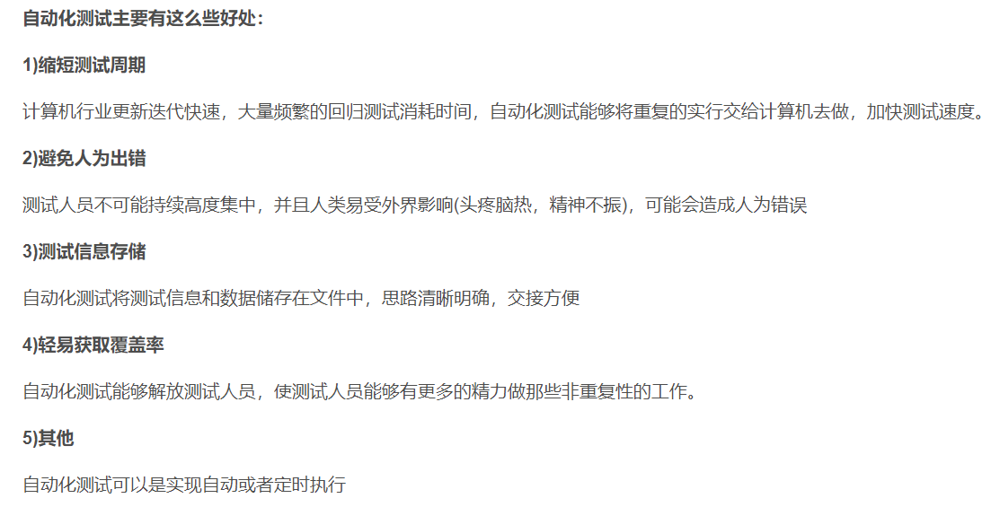 自动化测试主要有这么些好处：
1)缩短测试周期
计算机行业更新迭代快速，大量频繁的回归测试消耗时间，自动化测试能够将重复的实行交给计算机去做，加快测试速度。
2)避免人为出错
测试人员不可能持续高度集中，并且人类易受外界影响(头疼脑热，精神不振)，可能会造成人为错误
3)测试信息存储
自动化测试将测试信息和数据储存在文件中，思路清晰明确，交接方便
4)轻易获取覆盖率
自动化测试能够解放测试人员，使测试人员能够有更多的精力做那些非重复性的工作。
5)其他
自动化测试可以是实现自动或者定时执行